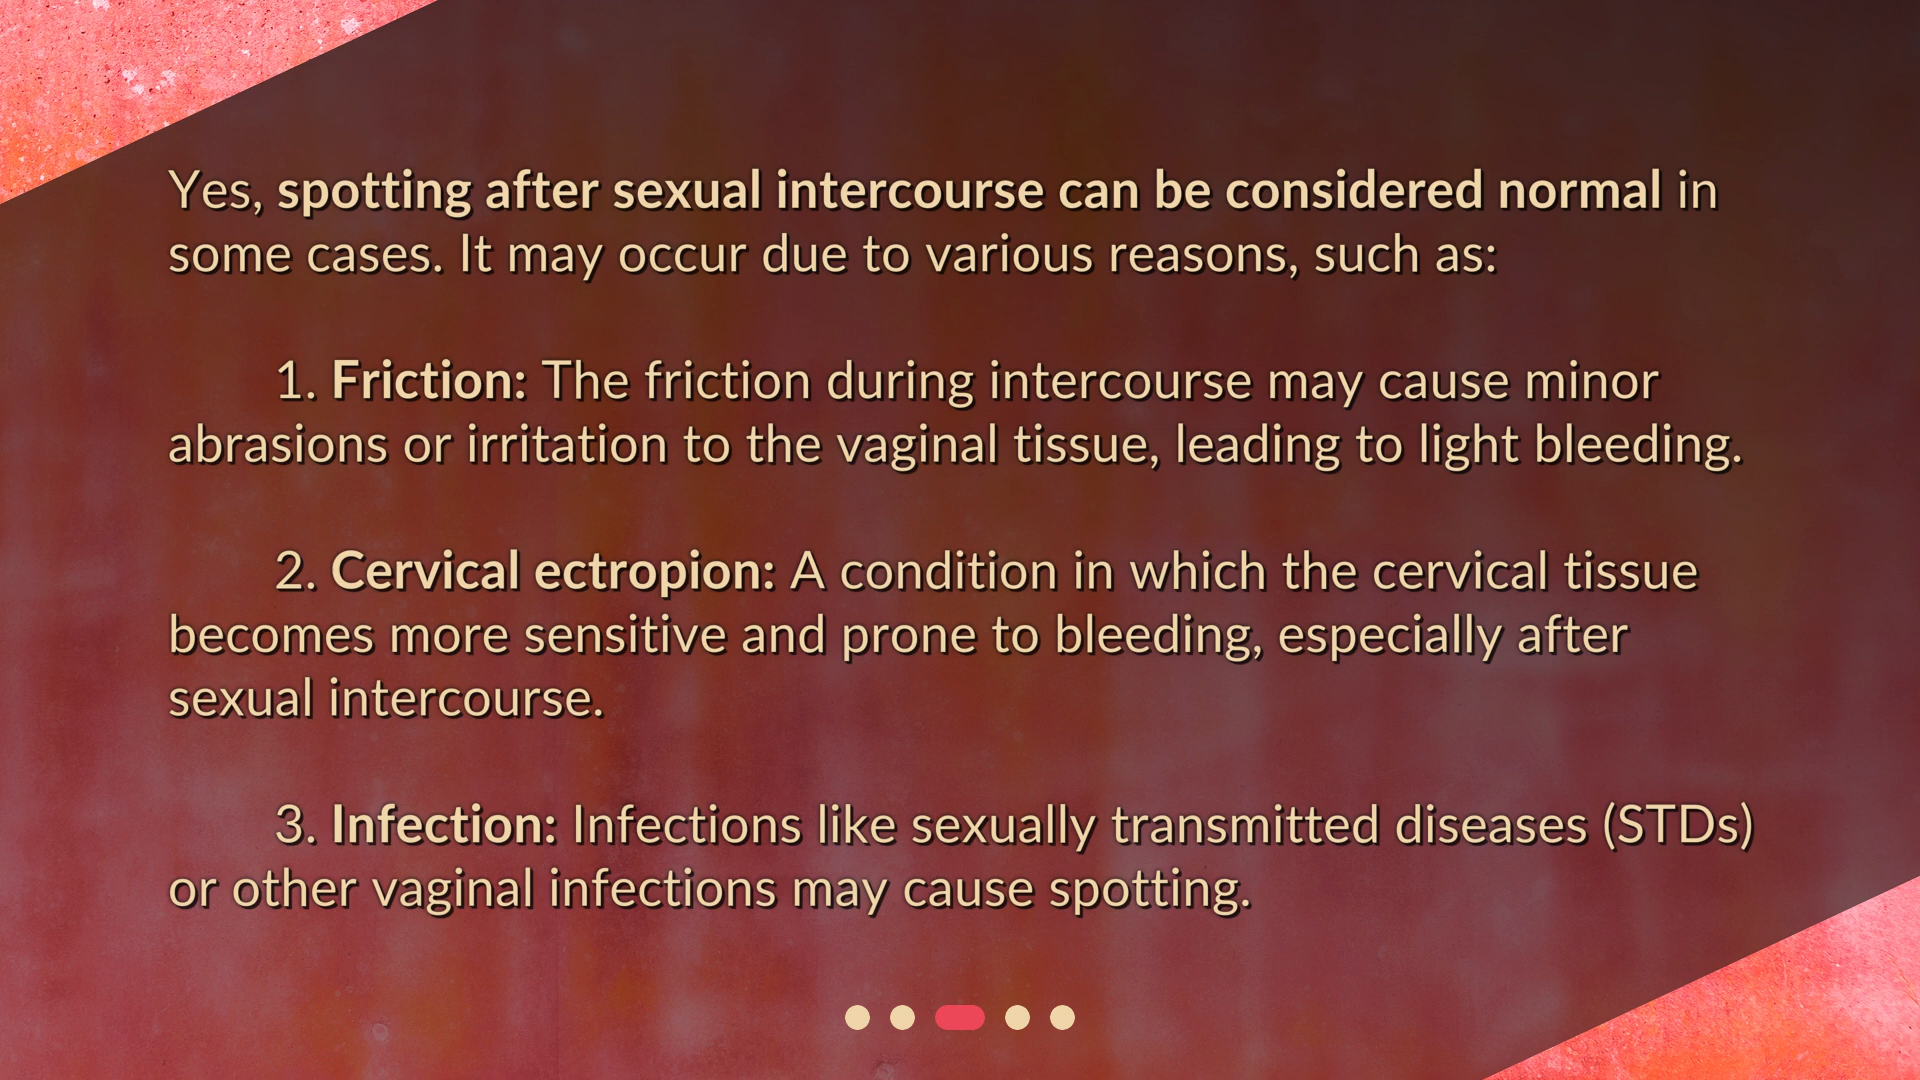 Yes, spotting after sexual intercourse can be considered normal in
some cases. It may occur due to various reasons, such as:
1. Friction: The friction during intercourse may cause minor
abrasions or irritation to the vaginal tissue, leading to light bleeding.
2. Cervical ectropion: A condition in which the cervical tissue
becomes more sensitive and prone to bleeding, especially after
sexual intercourse.
3. Infection: Infections like sexually transmitted diseases (STDs)
or other vaginal infections may cause spotting.